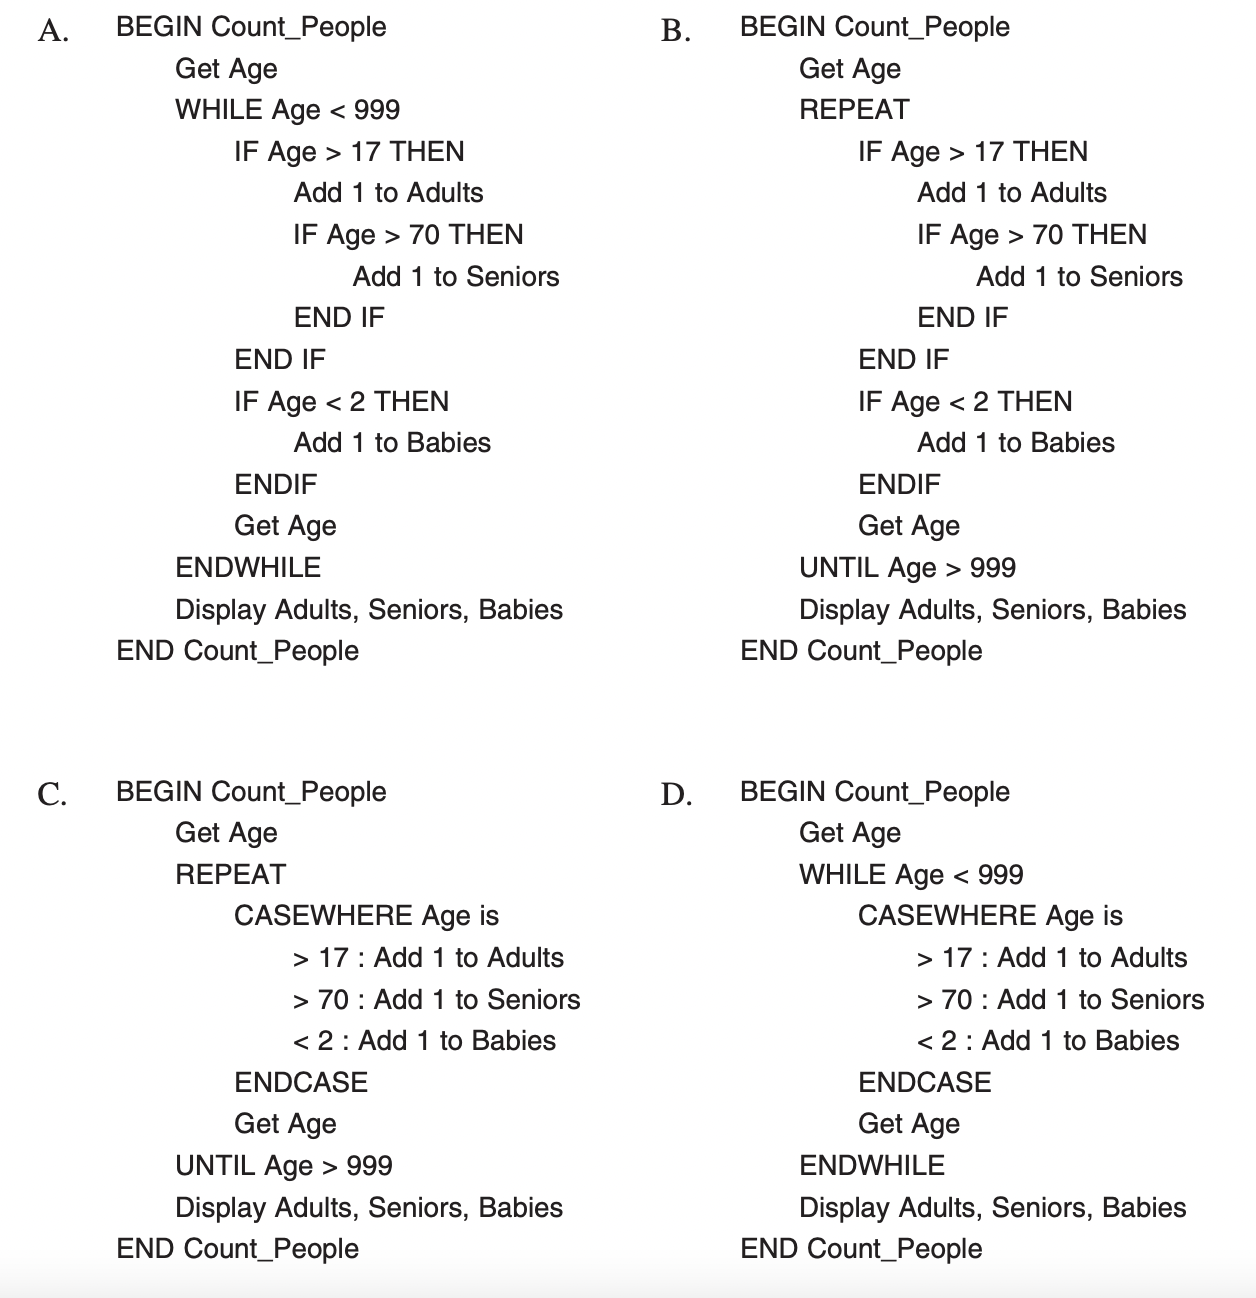 A. BEGIN Count_People
Get Age
WHILE Age < 999
IF Age > 17 THEN
Add 1 to Adults
IF Age > 70 THEN
Add 1 to Seniors
END IF
END IF
IF Age < 2 THEN
Add 1 to Babies
ENDIF
Get Age
ENDWHILE
Display Adults, Seniors, Babies
END Count_People
B. BEGIN Count_People
Get Age
REPEAT
IF Age > 17 THEN
Add 1 to Adults
IF Age > 70 THEN
Add 1 to Seniors
END IF
END IF
IF Age < 2 THEN
Add 1 to Babies
ENDIF
Get Age
UNTIL Age > 999
Display Adults, Seniors, Babies
END Count_People
C. BEGIN Count_People
Get Age
REPEAT
CASEWHERE Age is
> 17 : Add 1 to Adults
> 70 : Add 1 to Seniors
< 2 : Add 1 to Babies
ENDCASE
Get Age
UNTIL Age > 999
Display Adults, Seniors, Babies
END Count_People
D. BEGIN Count_People
Get Age
WHILE Age < 999
CASEWHERE Age is
> 17 : Add 1 to Adults
> 70 : Add 1 to Seniors
< 2 : Add 1 to Babies
ENDCASE
Get Age
ENDWHILE
Display Adults, Seniors, Babies
END Count_People